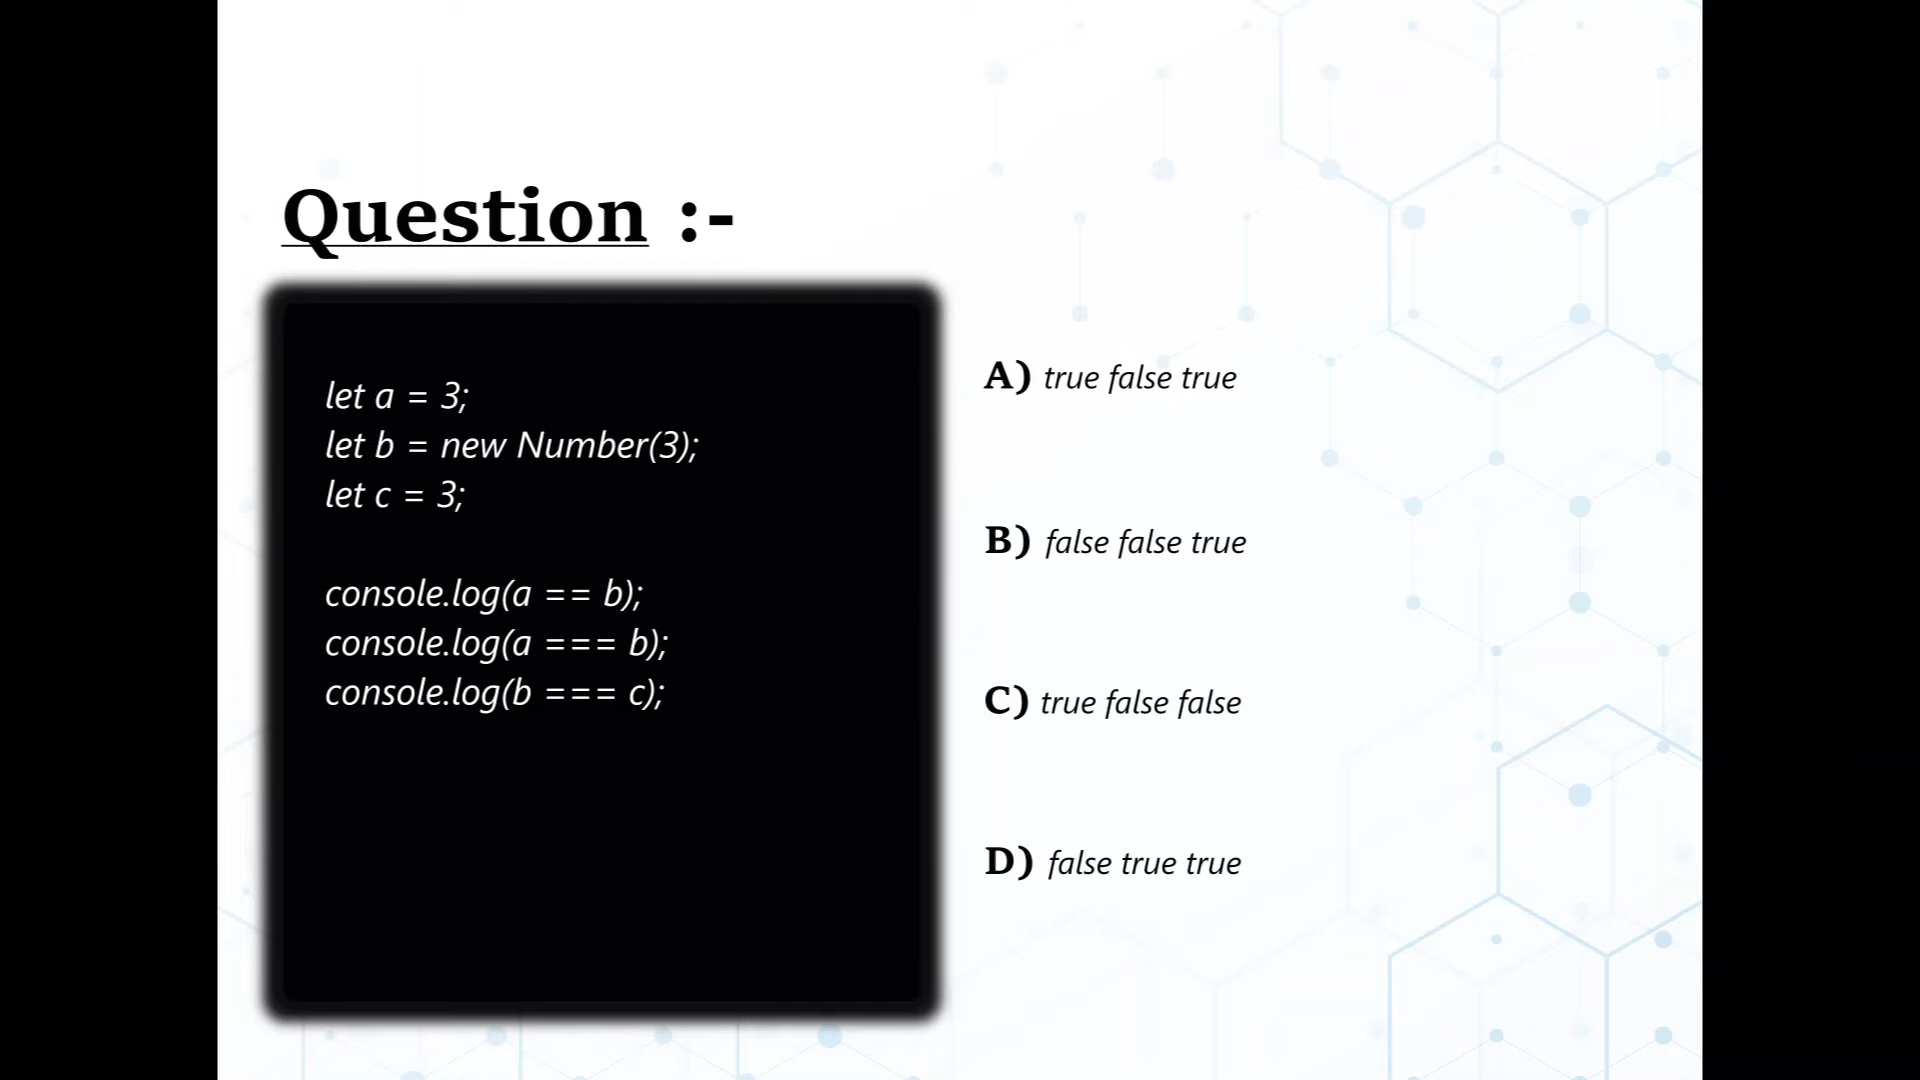 Question :-
let a = 3;
let b = new Number(3);
let c = 3;
console.log(a == b);
console.log(a === b);
console.log(b === c);
A) true false true
B) false false true
C) true false false
D) false true true